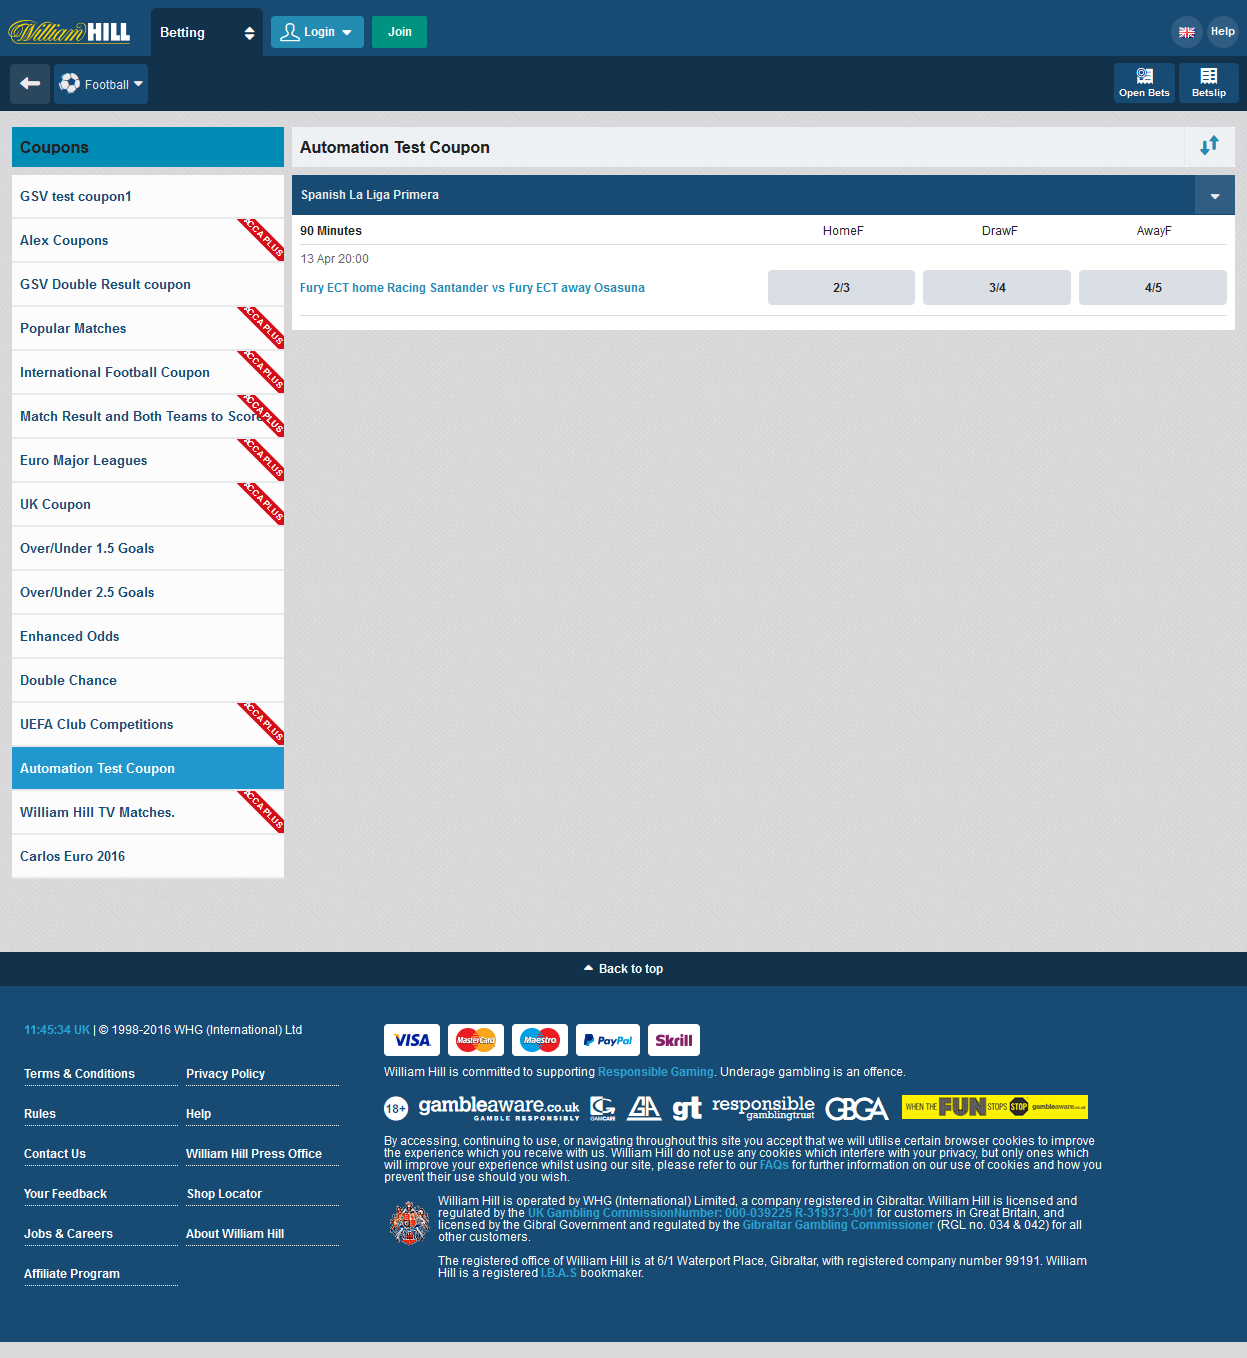 William HILL
Betting
Login
Join
Help
Football
Open Bets
Betslip
Coupons
GSV test coupon1
Alex Coupons
ACCA PLUS
GSV Double Result coupon
Popular Matches
ACCA PLUS
International Football Coupon
ACCA PLUS
Match Result and Both Teams to Score
ACCA PLUS
Euro Major Leagues
ACCA PLUS
UK Coupon
ACCA PLUS
Over/Under 1.5 Goals
Over/Under 2.5 Goals
Enhanced Odds
Double Chance
UEFA Club Competitions
ACCA PLUS
Automation Test Coupon
William Hill TV Matches.
ACCA PLUS
Carlos Euro 2016
Automation Test Coupon
Spanish La Liga Primera
90 Minutes HomeF DrawF AwayF
13 Apr 20:00
Fury ECT home Racing Santander vs Fury ECT away Osasuna 2/3 3/4 4/5
Back to top
11:45:34 UK | © 1998-2016 WHG (International) Ltd
Terms & Conditions Privacy Policy
Rules Help
Contact Us William Hill Press Office
Your Feedback Shop Locator
Jobs & Careers About William Hill
Affiliate Program
VISA MasterCard Maestro PayPal Skrill
William Hill is committed to supporting Responsible Gaming. Underage gambling is an offence.
18+ gambleaware.co.uk GAMBLE RESPONSIBLY GAMCARE GA gt responsible gamblingtrust GBGA WHEN THE FUN STOPS STOP gambleaware.co.uk
By accessing, continuing to use, or navigating throughout this site you accept that we will utilise certain browser cookies to improve
the experience which you receive with us. William Hill do not use any cookies which interfere with your privacy, but only ones which
will improve your experience whilst using our site, please refer to our FAQs for further information on our use of cookies and how you
prevent their use should you wish.
William Hill is operated by WHG (International) Limited, a company registered in Gibraltar. William Hill is licensed and
regulated by the UK Gambling CommissionNumber: 000-039225 R-319373-001 for customers in Great Britain, and
licensed by the Gibral Government and regulated by the Gibraltar Gambling Commissioner (RGL no. 034 & 042) for all
other customers.
The registered office of William Hill is at 6/1 Waterport Place, Gibraltar, with registered company number 99191. William
Hill is a registered I.B.A.S bookmaker.